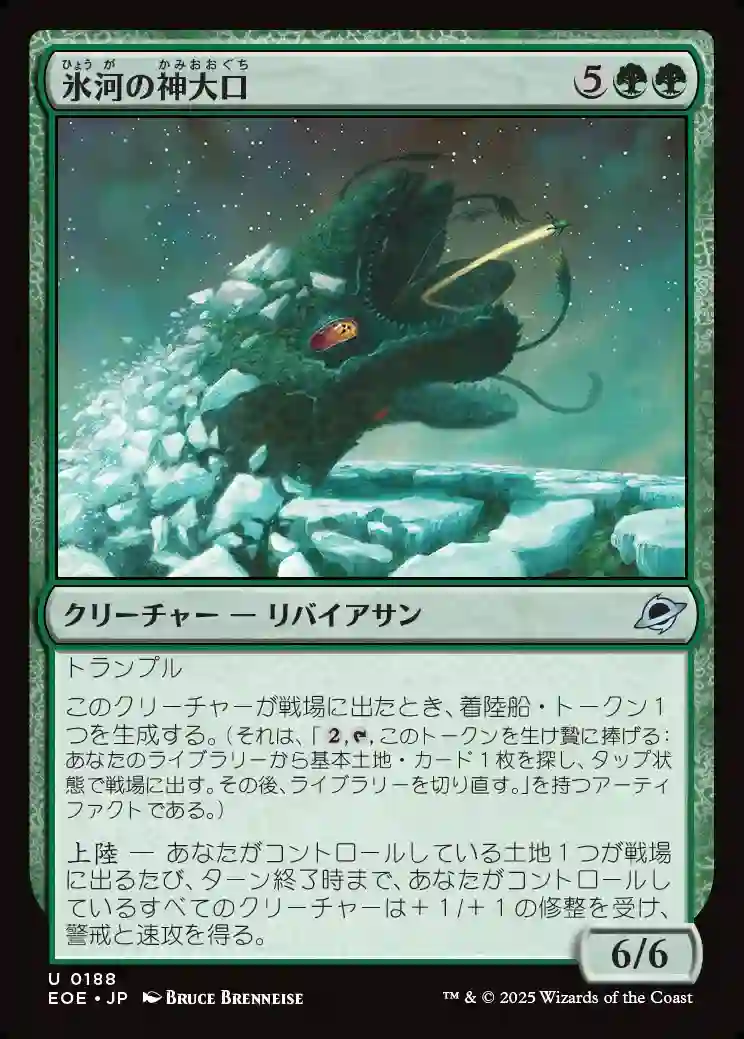 ひょうが かみおおぐち
氷河の神大口 5
クリーチャー — リバイアサン
トランプル
このクリーチャーが戦場に出たとき、着陸船・トークン1
つを生成する。(それは、「2,T,このトークンを生け贄に捧げる:
あなたのライブラリーから基本土地・カード1枚を探し、タップ状
態で戦場に出す。その後、ライブラリーを切り直す。」を持つアーティ
ファクトである。)
上陸 — あなたがコントロールしている土地1つが戦場
に出るたび、ターン終了時まで、あなたがコントロールし
ているすべてのクリーチャーは+1/+1の修整を受け、
警戒と速攻を得る。
6/6
U 0188
EOE • JP Bruce Brenneise
™ & © 2025 Wizards of the Coast